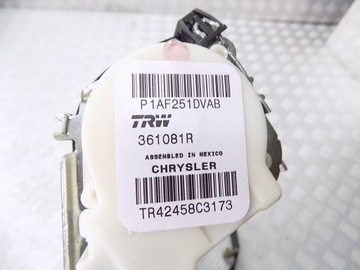 P1AF251DVAB
TRW
361081R
ASSEMBLED IN MEXICO
CHRYSLER
TR42458C3173